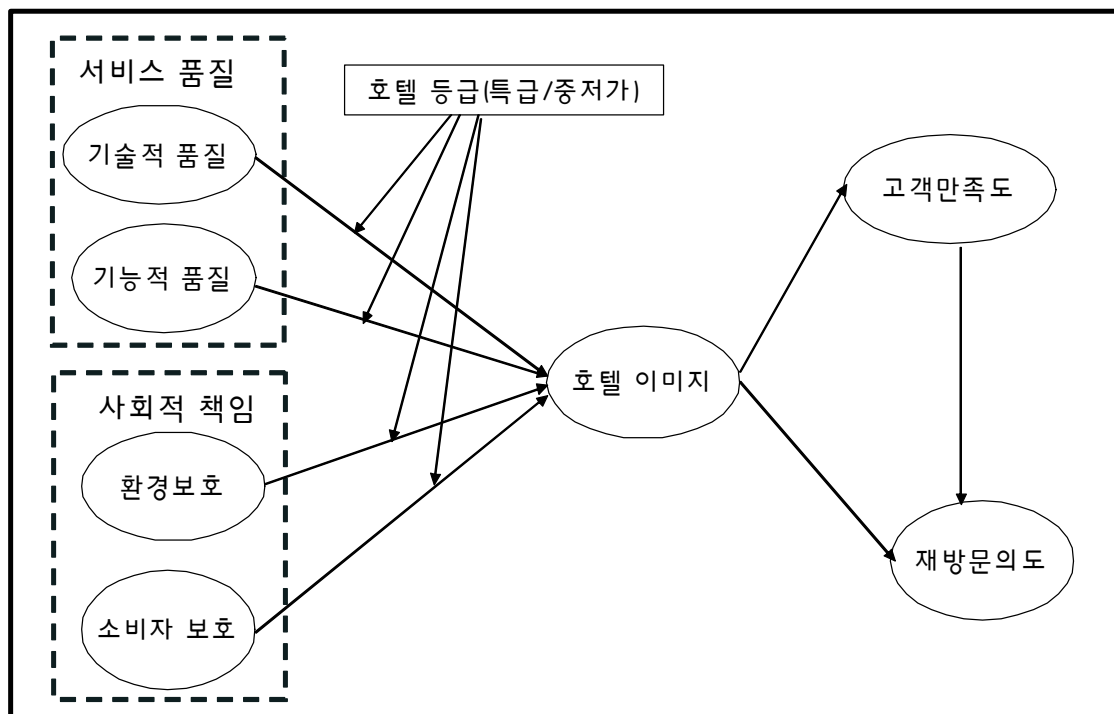 서비스 품질
호텔 등급(특급/중저가)
기술적 품질
고객만족도
기능적 품질
호텔 이미지
사회적 책임
환경보호
재방문의도
소비자 보호